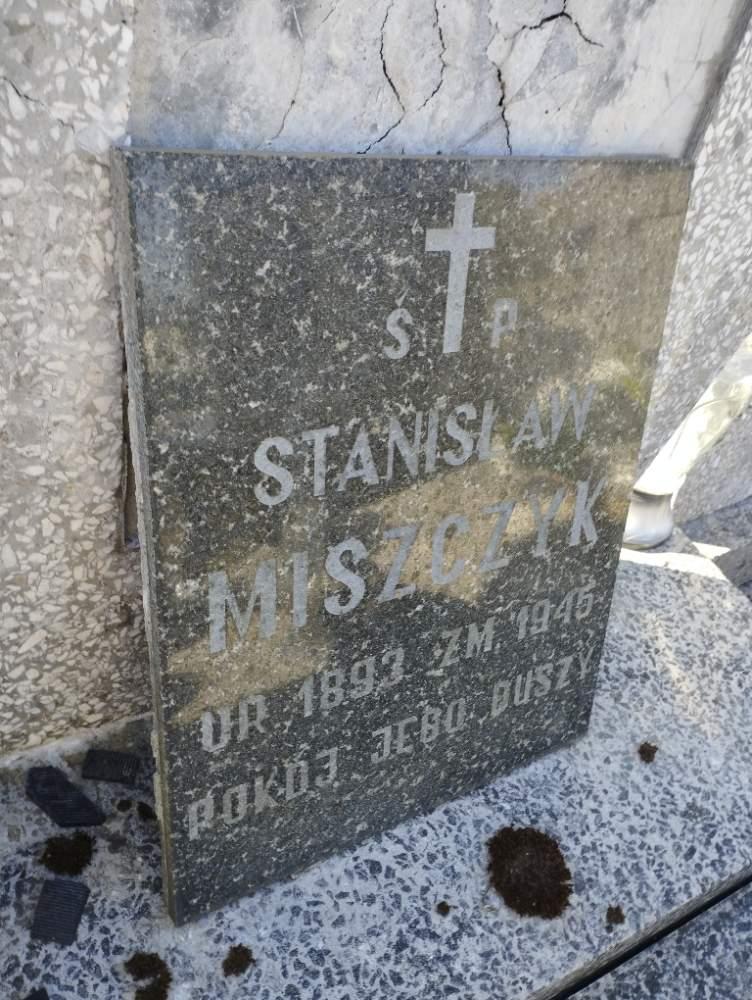 Ś P
STANISŁAW
MISZCZYK
UR 1893 ZM 1945
POKÓJ JEGO DUSZY